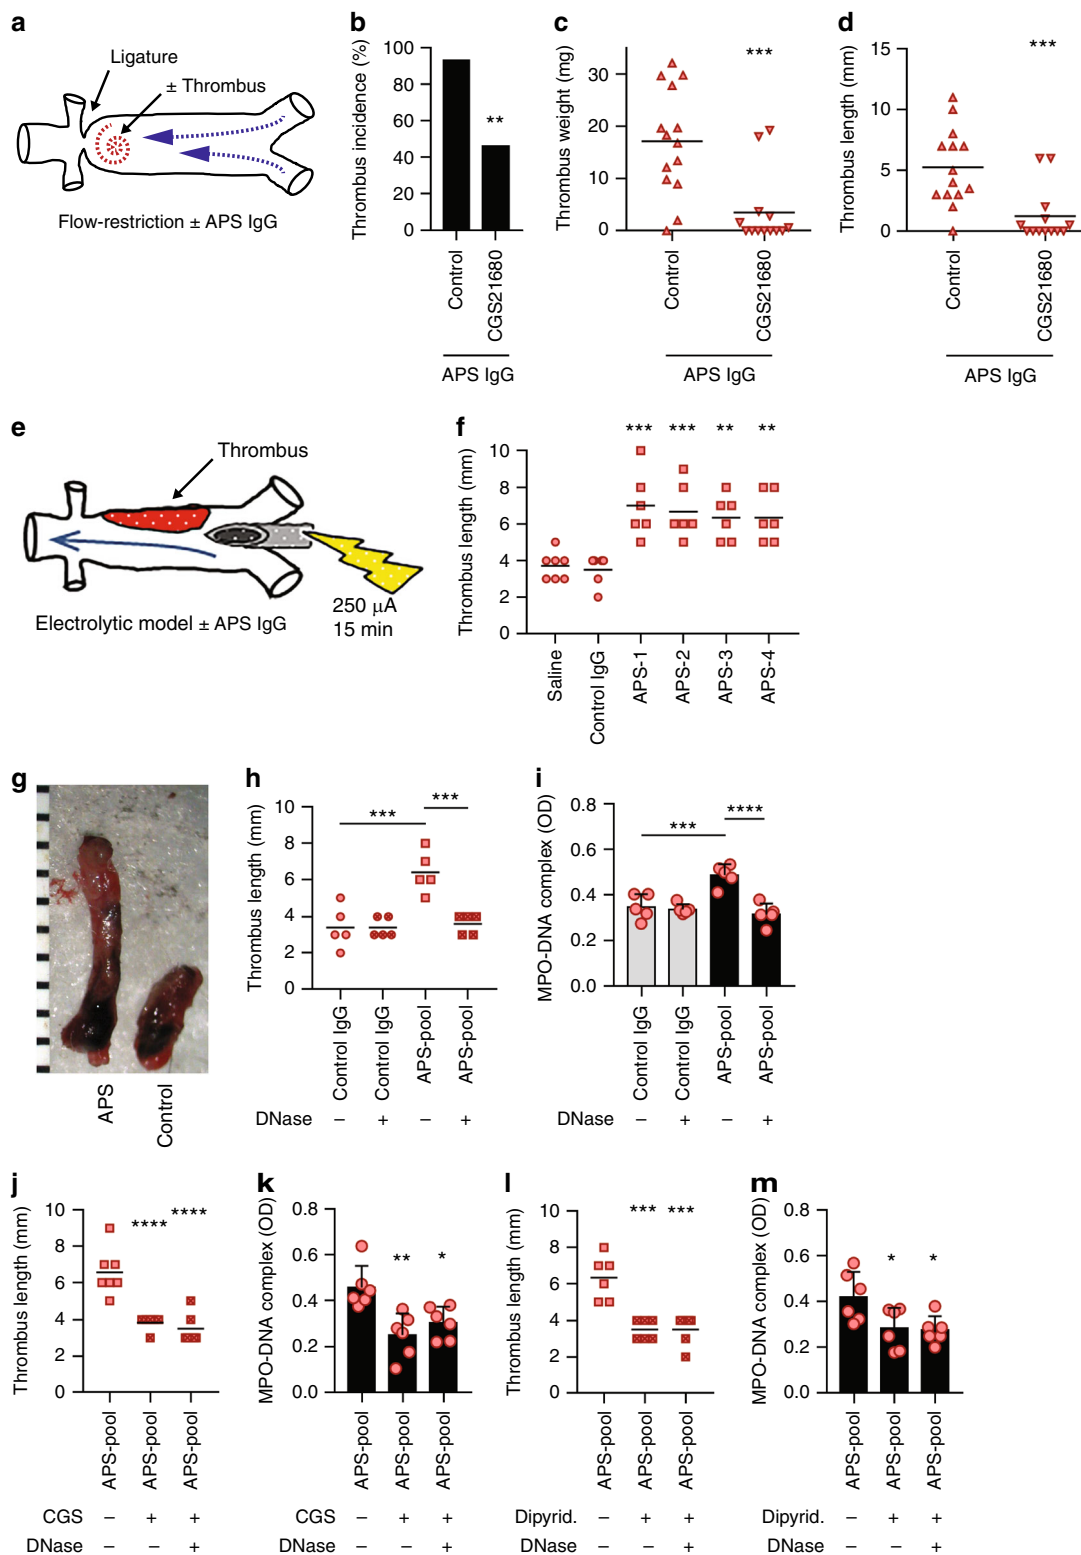 a
Ligature
± Thrombus
Flow-restriction ± APS IgG
b
Thrombus incidence (%)
100
80
60
40
20
0
**
Control
CGS21680
APS IgG
c
Thrombus weight (mg)
30
20
10
0
***
Control
CGS21680
APS IgG
d
Thrombus length (mm)
15
10
5
0
***
Control
CGS21680
APS IgG
e
Thrombus
250 µA
15 min
Electrolytic model ± APS IgG
f
Thrombus length (mm)
10
8
6
4
2
0
*** *** ** **
Saline
Control IgG
APS-1
APS-2
APS-3
APS-4
g
APS
Control
h
Thrombus length (mm)
10
8
6
4
2
0
*** ***
Control IgG
Control IgG
APS-pool
APS-pool
DNase – + – +
i
MPO-DNA complex (OD)
0.8
0.6
0.4
0.2
0.0
*** ****
Control IgG
Control IgG
APS-pool
APS-pool
DNase – + – +
j
Thrombus length (mm)
10
8
6
4
2
0
**** ****
APS-pool
APS-pool
APS-pool
CGS – + +
DNase – +
k
MPO-DNA complex (OD)
0.8
0.6
0.4
0.2
0.0
** *
APS-pool
APS-pool
APS-pool
CGS – + +
DNase – – +
l
Thrombus length (mm)
10
8
6
4
2
0
*** ***
APS-pool
APS-pool
APS-pool
Dipyrid. – + +
DNase – – +
m
MPO-DNA complex (OD)
0.8
0.6
0.4
0.2
0.0
* *
APS-pool
APS-pool
APS-pool
Dipyrid. – + +
DNase – – +